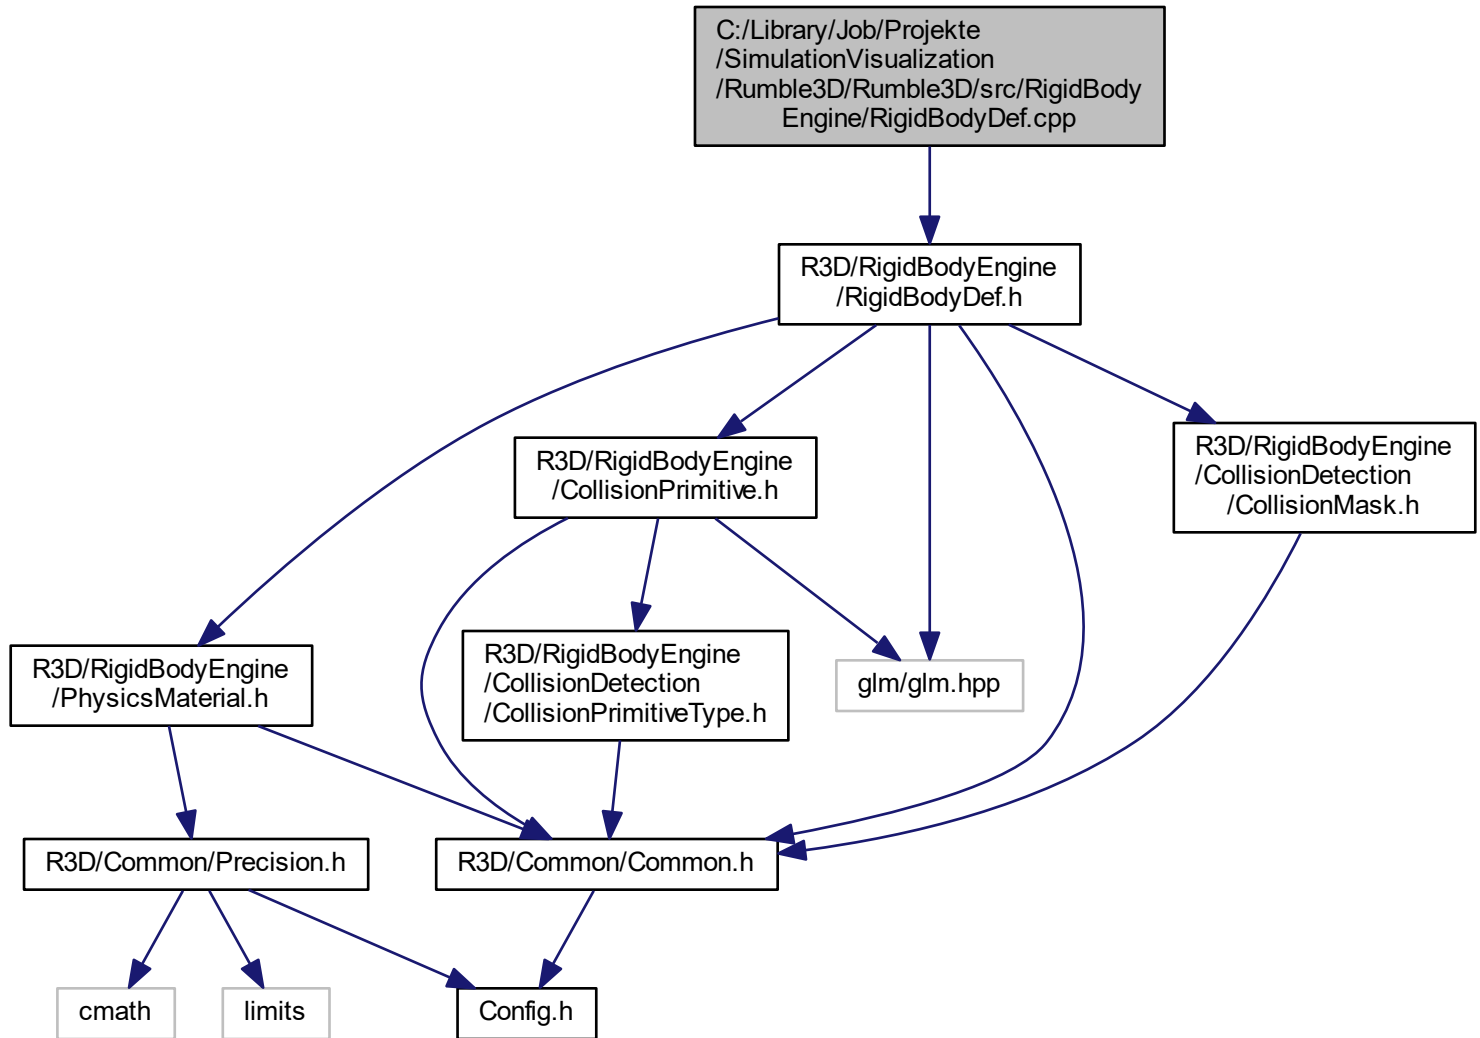 C:/Library/Job/Projekte
/SimulationVisualization
/Rumble3D/Rumble3D/src/RigidBody
Engine/RigidBodyDef.cpp
R3D/RigidBodyEngine
/RigidBodyDef.h
R3D/RigidBodyEngine
/CollisionPrimitive.h
R3D/RigidBodyEngine
/CollisionDetection
/CollisionMask.h
R3D/RigidBodyEngine
/PhysicsMaterial.h
R3D/RigidBodyEngine
/CollisionDetection
/CollisionPrimitiveType.h
glm/glm.hpp
R3D/Common/Precision.h
R3D/Common/Common.h
cmath
limits
Config.h